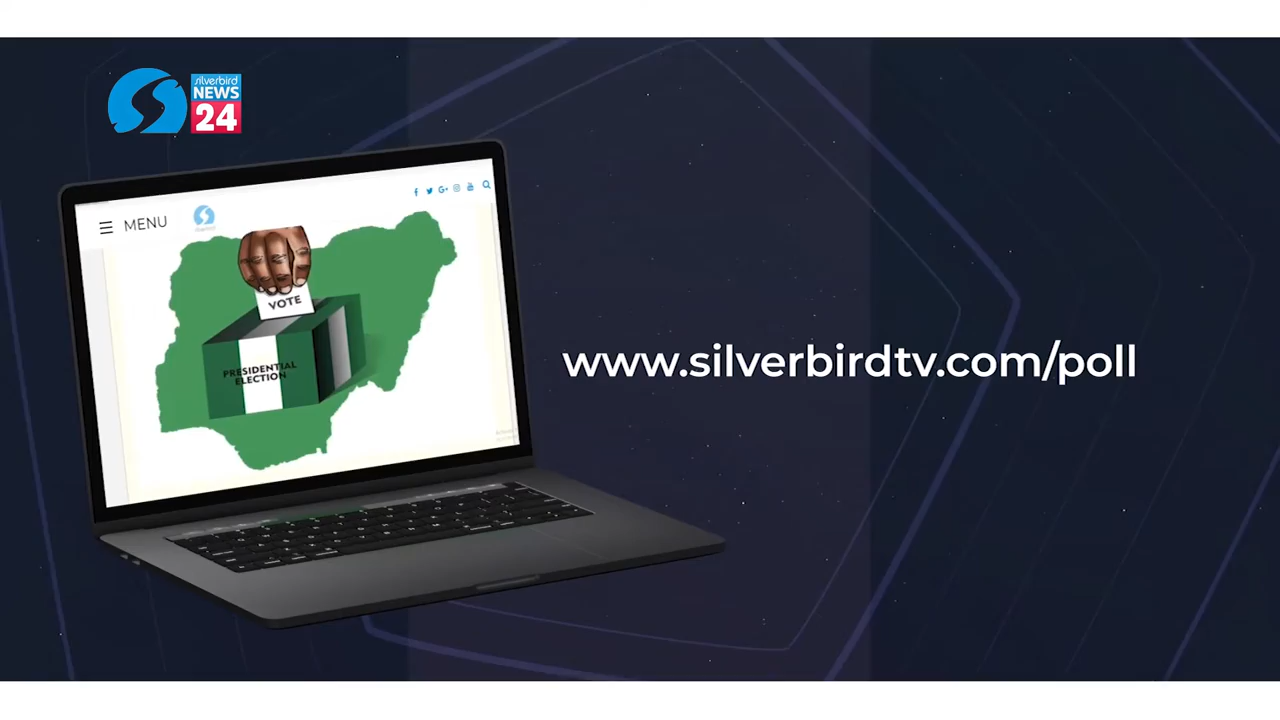 silverbird
NEWS
24
MENU
VOTE
PRESIDENTIAL
ELECTION
www.silverbirdtv.com/poll